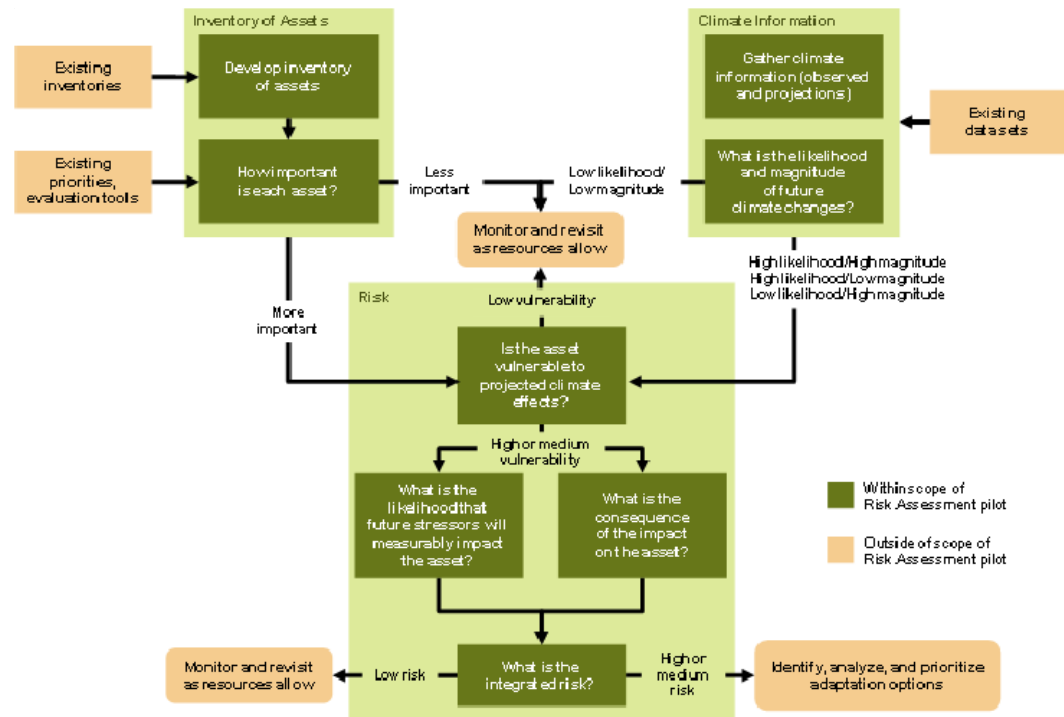 Inventory of Assets
Climate Information
Existing
inventories
Develop inventory
of assets
Gather climate
information (observed
and projections)
Existing
data sets
Existing
priorities,
evaluation tools
How important
is each asset?
Less
important
Low likelihood/
Low magnitude
What is the likelihood
and magnitude
of future
climate changes?
Monitor and revisit
as resources allow
High likelihood/High magnitude
High likelihood/Low magnitude
Low likelihood/High magnitude
Risk
Low vulnerability
More
important
Is the asset
vulnerable to
projected climate
effects?
High or medium
vulnerability
What is the
likelihood that
future stressors will
measurably impact
the asset?
What is the
consequence
of the impact
on the asset?
Within scope of
Risk Assessment pilot
Outside of scope of
Risk Assessment pilot
Monitor and revisit
as resources allow
Low risk
What is the
integrated risk?
High or
medium
risk
Identify, analyze, and prioritize
adaptation options